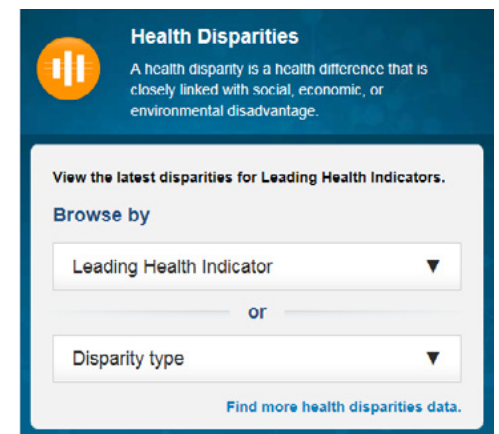 Health Disparities
A health disparity is a health difference that is
closely linked with social, economic, or
environmental disadvantage.
View the latest disparities for Leading Health Indicators.
Browse by
Leading Health Indicator
or
Disparity type
Find more health disparities data.